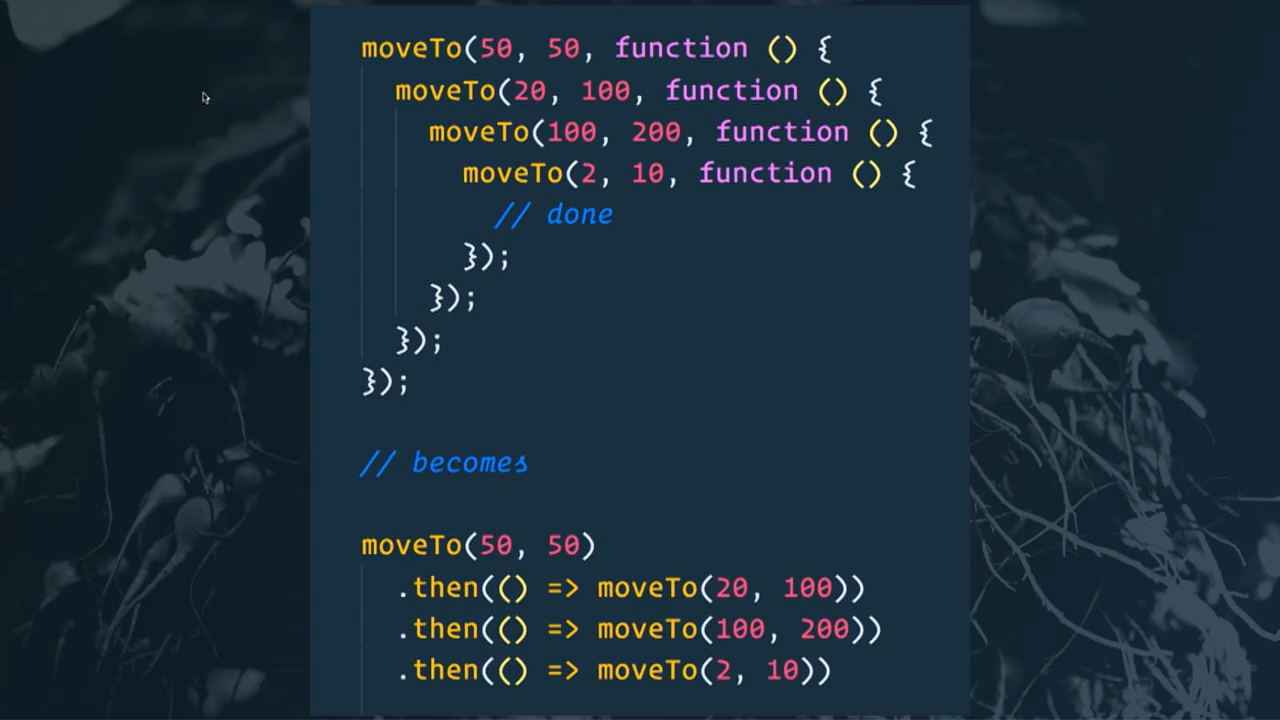 moveTo(50, 50, function () {
moveTo(20, 100, function () {
moveTo(100, 200, function () {
moveTo(2, 10, function () {
// done
});
});
});
});
// becomes
moveTo(50, 50)
.then(() => moveTo(20, 100))
.then(() => moveTo(100, 200))
.then(() => moveTo(2, 10))